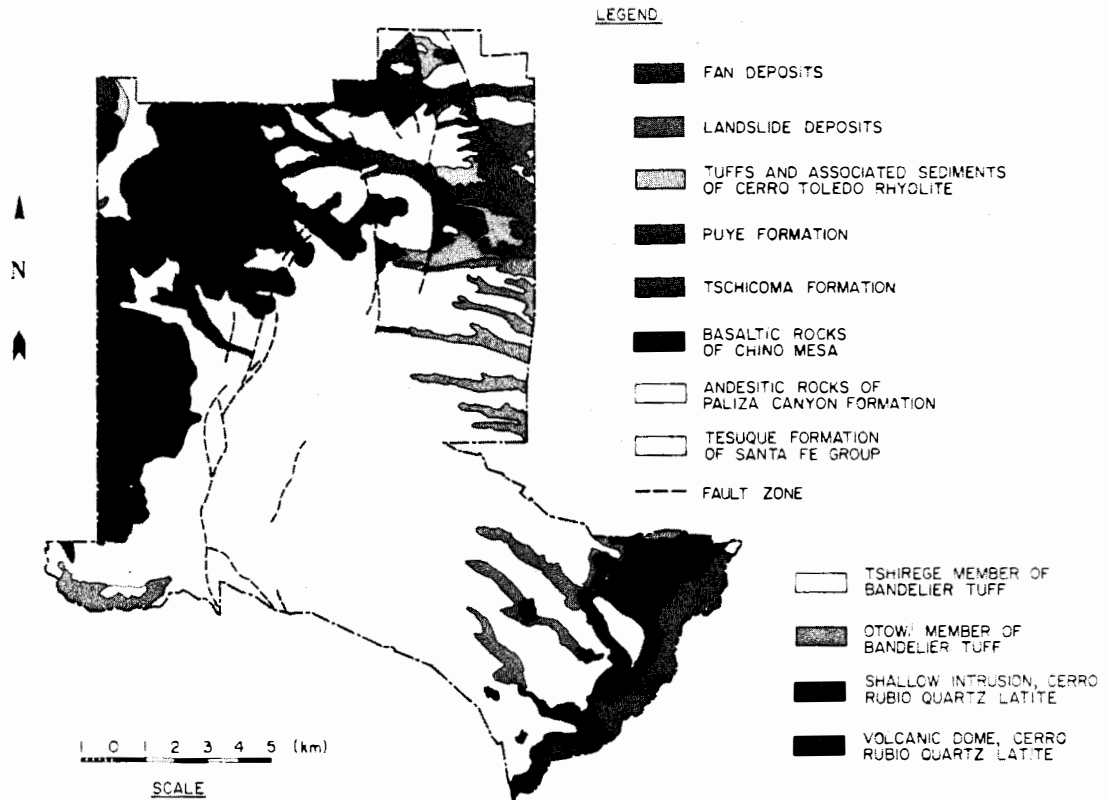 LEGEND
FAN DEPOSITS
LANDSLIDE DEPOSITS
TUFFS AND ASSOCIATED SEDIMENTS
OF CERRO TOLEDO RHYOLITE
PUYE FORMATION
TSCHICOMA FORMATION
BASALTIC ROCKS
OF CHINO MESA
ANDESITIC ROCKS OF
PALIZA CANYON FORMATION
TESUQUE FORMATION
OF SANTA FE GROUP
FAULT ZONE
TSHIREGE MEMBER OF
BANDELIER TUFF
OTOWI MEMBER OF
BANDELIER TUFF
SHALLOW INTRUSION, CERRO
RUBIO QUARTZ LATITE
VOLCANIC DOME, CERRO
RUBIO QUARTZ LATITE
N
1 0 1 2 3 4 5 (km)
SCALE